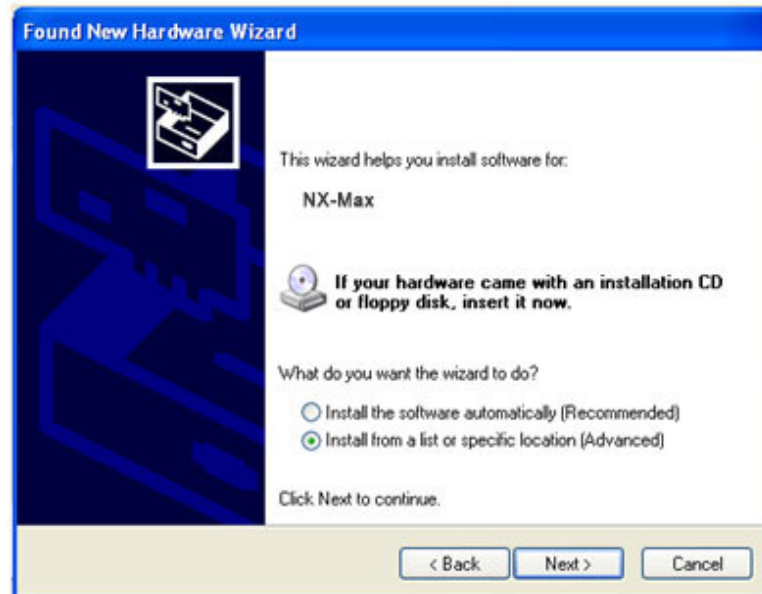 Found New Hardware Wizard
This wizard helps you install software for:
NX-Max
If your hardware came with an installation CD
or floppy disk, insert it now.
What do you want the wizard to do?
Install the software automatically (Recommended)
Install from a list or specific location (Advanced)
Click Next to continue.
< Back
Next >
Cancel